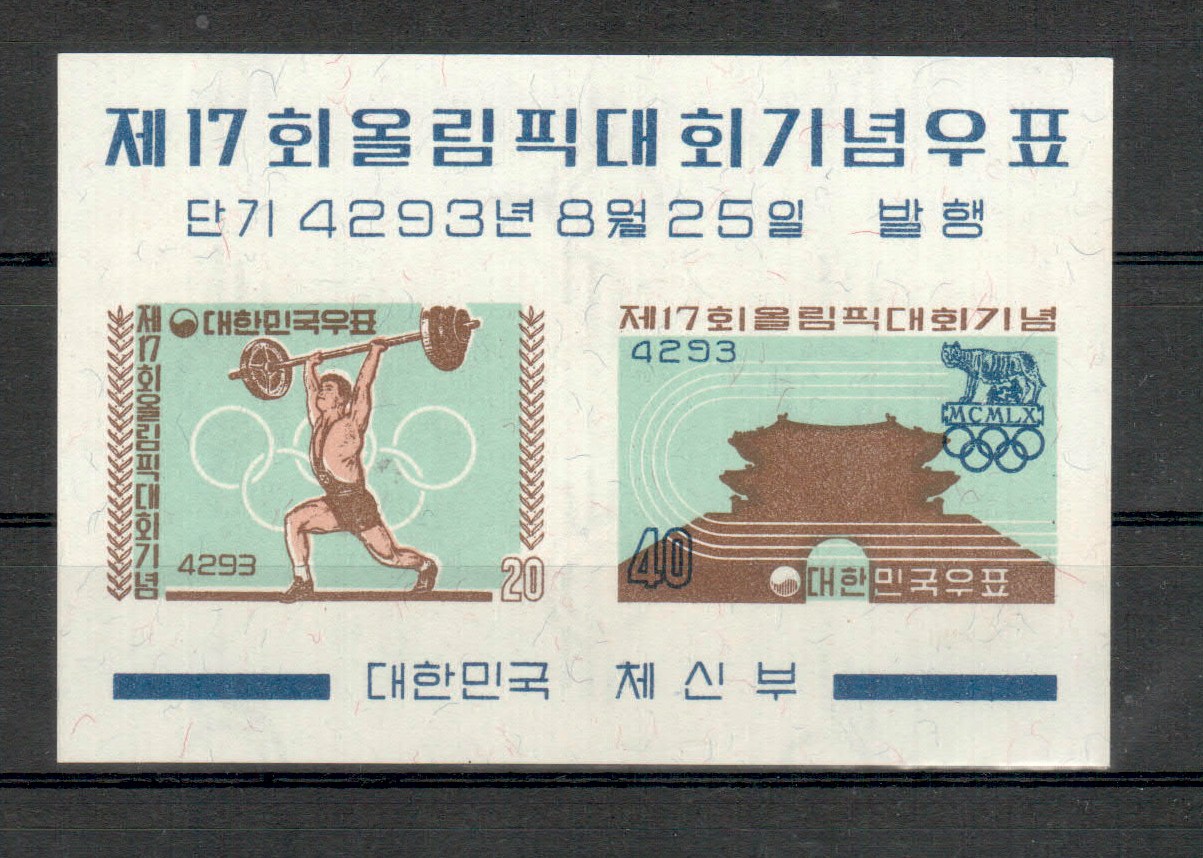 제17회올림픽대회기념우표
단기 4293년 8월 25일 발행
제17회올림픽대회기념
대한민국우표
4293
20
제17회올림픽대회기념
4293
MCMLX
40
대한민국우표
대한민국 체신부